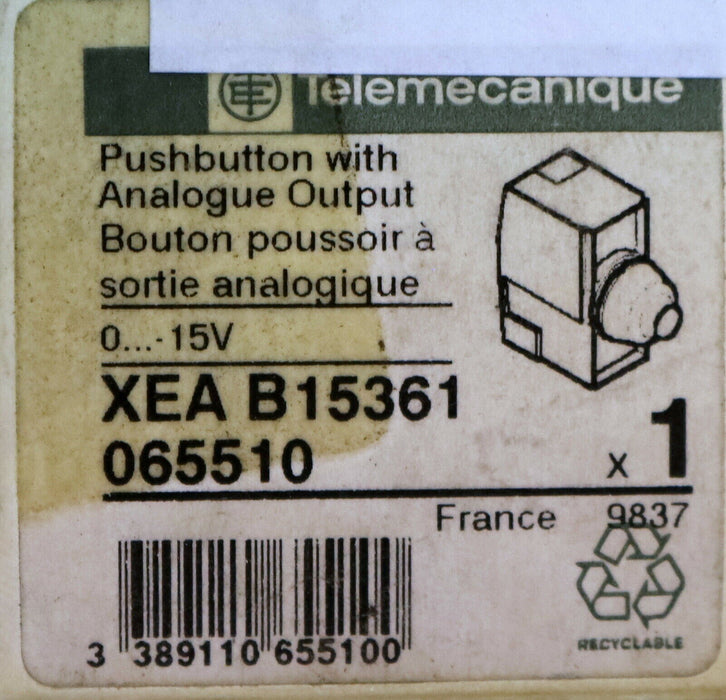 Telemecanique
Pushbutton with
Analogue Output
Bouton poussoir à
sortie analogique
0...-15V
XEA B15361
065510
x 1
France 9837
3 389110 655100
RECYCLABLE